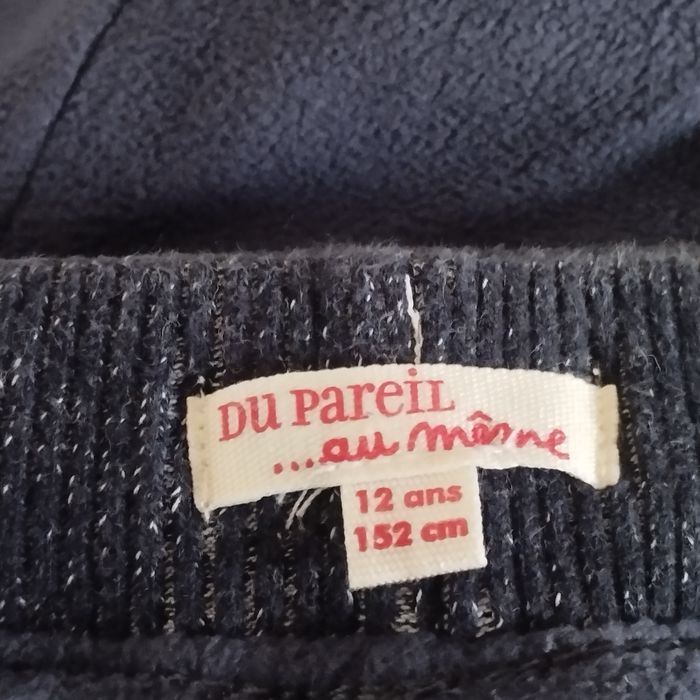 DU PareiL
...au même
12 ans
152 cm